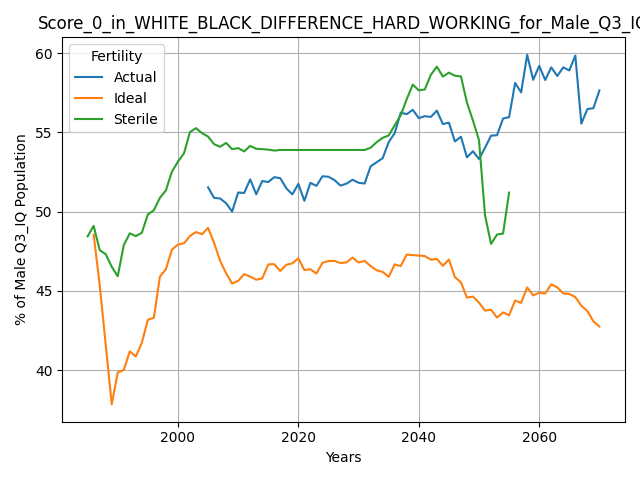 Score_0_in_WHITE_BLACK_DIFFERENCE_HARD_WORKING_for_Male_Q3_IQ
Fertility
Actual
Ideal
Sterile
60
55
50
45
40
% of Male Q3_IQ Population
2000
2020
2040
2060
Years